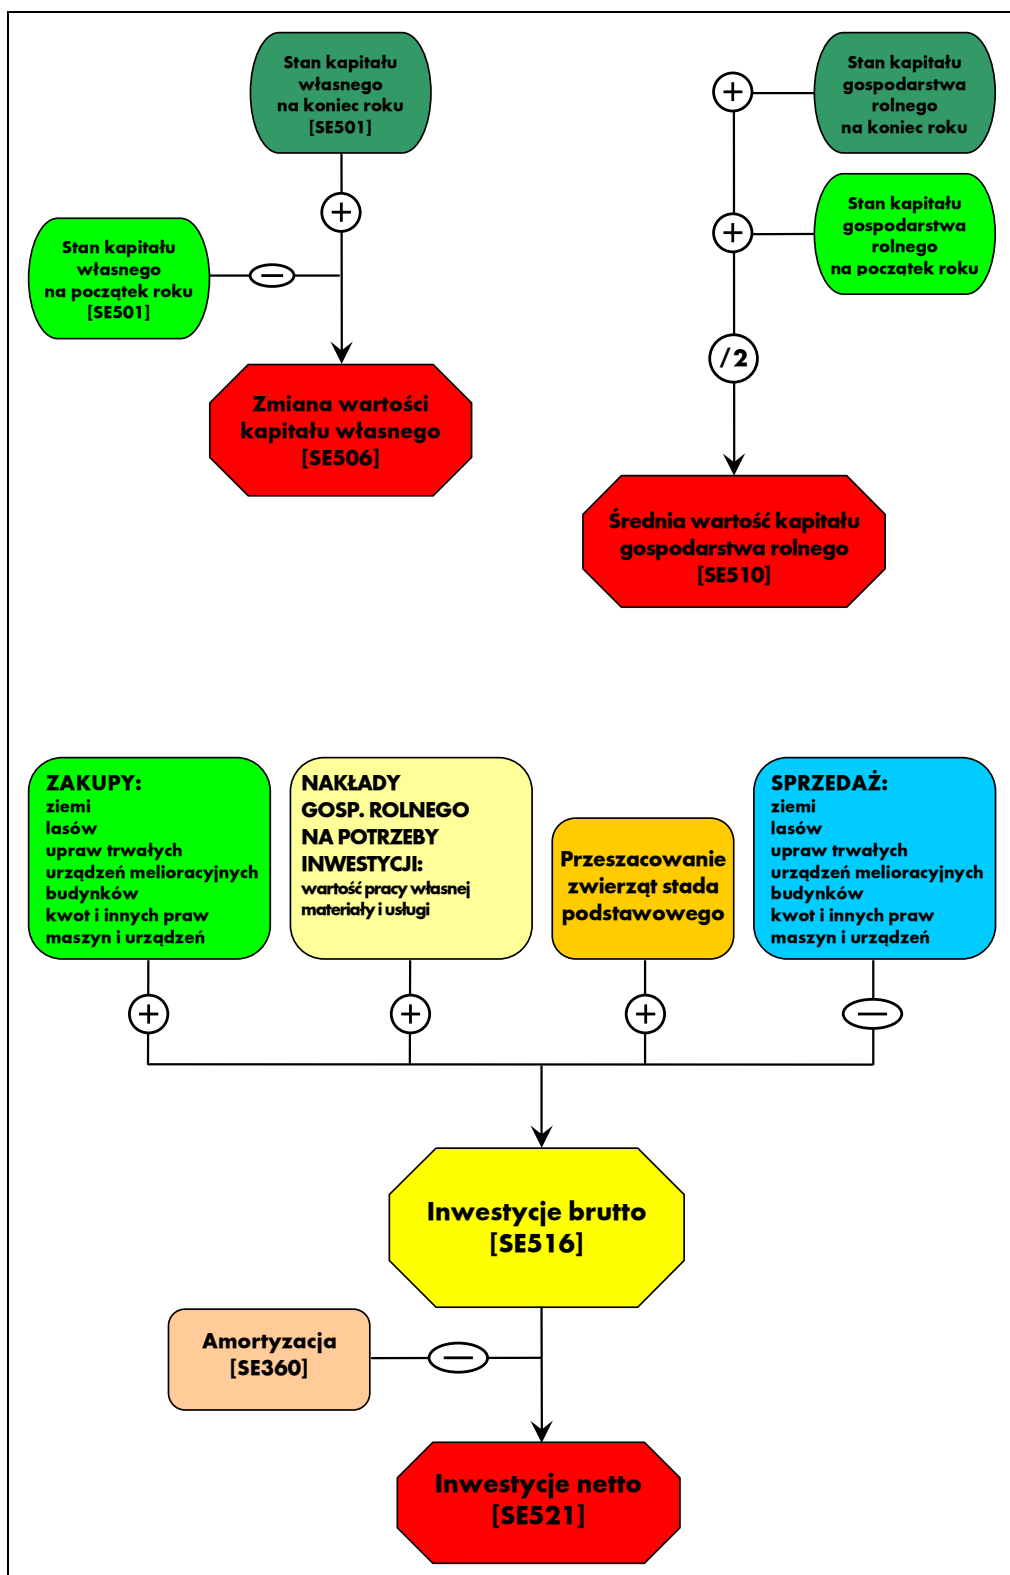 Stan kapitału
własnego
na koniec roku
[SE501]
+
Stan kapitału
własnego
na początek roku
[SE501]
−
Zmiana wartości
kapitału własnego
[SE506]
Stan kapitału
gospodarstwa
rolnego
na koniec roku
+
Stan kapitału
gospodarstwa
rolnego
na początek roku
+
/2
Średnia wartość kapitału
gospodarstwa rolnego
[SE510]
ZAKUPY:
ziemi
lasów
upraw trwałych
urządzeń melioracyjnych
budynków
kwot i innych praw
maszyn i urządzeń
NAKŁADY
GOSP. ROLNEGO
NA POTRZEBY
INWESTYCJI:
wartość pracy własnej
materiały i usługi
Przeszacowanie
zwierząt stada
podstawowego
SPRZEDAŻ:
ziemi
lasów
upraw trwałych
urządzeń melioracyjnych
budynków
kwot i innych praw
maszyn i urządzeń
+
+
+
−
Inwestycje brutto
[SE516]
Amortyzacja
[SE360]
−
Inwestycje netto
[SE521]